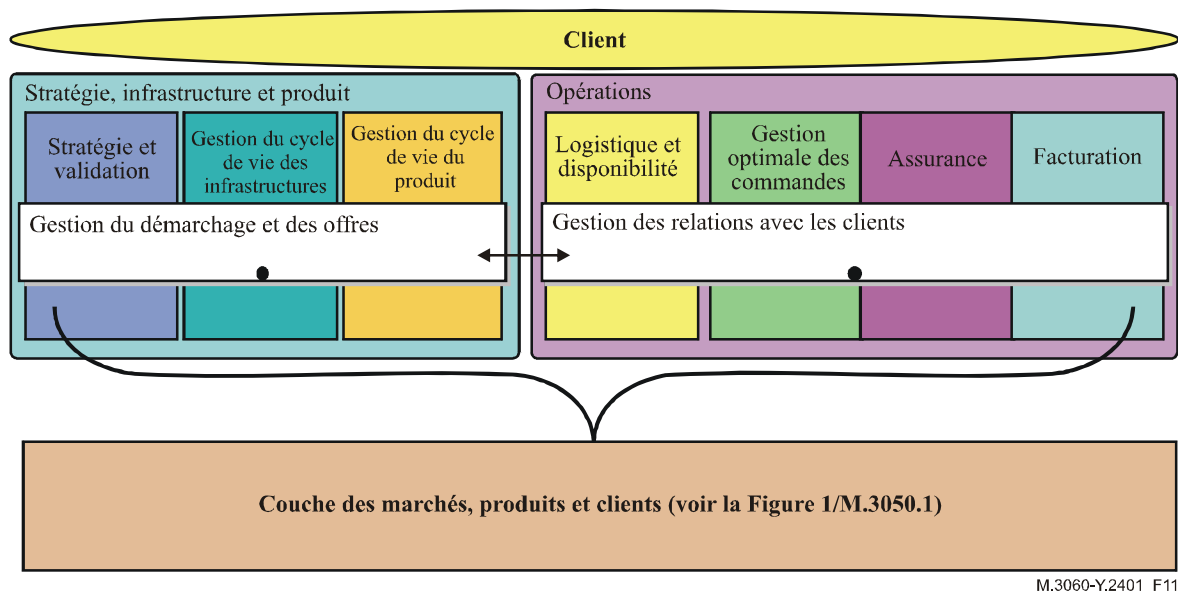 Client
Stratégie, infrastructure et produit
Opérations
Stratégie et
validation
Gestion du cycle
de vie des
infrastructures
Gestion du cycle
de vie du
produit
Logistique et
disponibilité
Gestion
optimale des
commandes
Assurance
Facturation
Gestion du démarchage et des offres
Gestion des relations avec les clients
Couche des marchés, produits et clients (voir la Figure 1/M.3050.1)
M.3060-Y.2401_F11